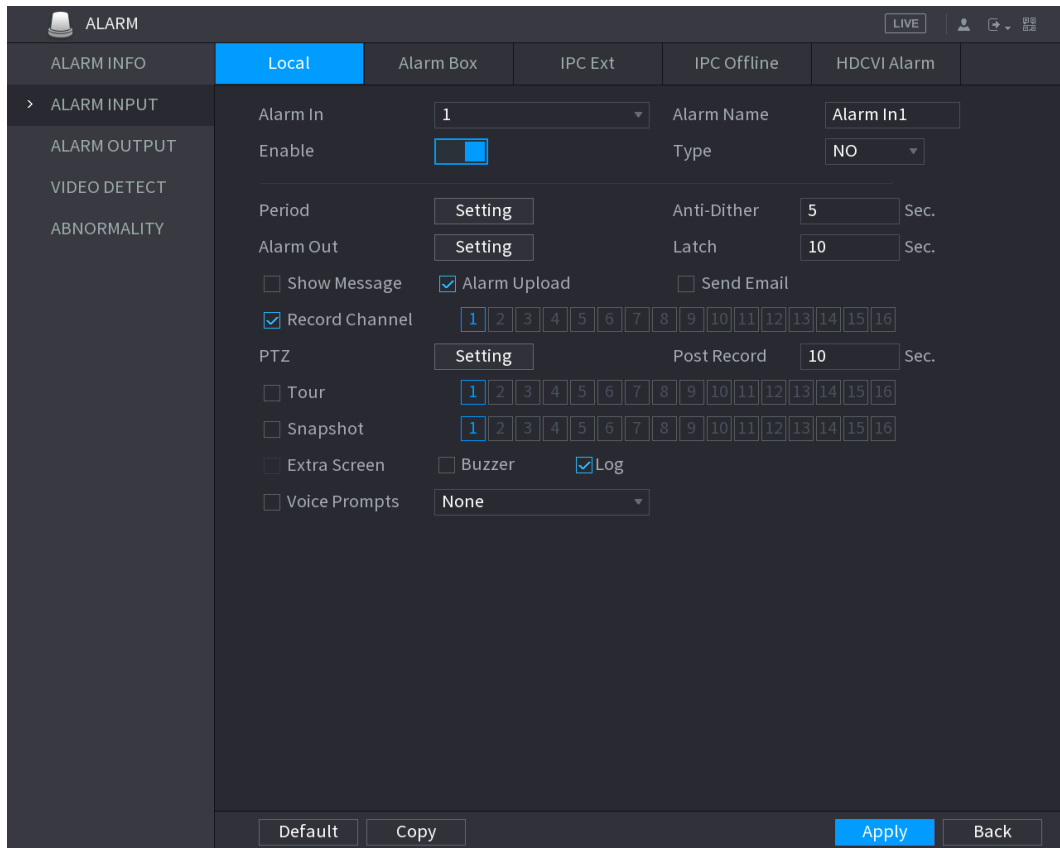 ALARM LIVE
ALARM INFO
ALARM INPUT
ALARM OUTPUT
VIDEO DETECT
ABNORMALITY
Local Alarm Box IPC Ext IPC Offline HDCVI Alarm
Alarm In 1 Alarm Name Alarm In1
Enable Type NO
Period Setting Anti-Dither 5 Sec.
Alarm Out Setting Latch 10 Sec.
Show Message Alarm Upload Send Email
Record Channel 1 2 3 4 5 6 7 8 9 10 11 12 13 14 15 16
PTZ Setting Post Record 10 Sec.
Tour 1 2 3 4 5 6 7 8 9 10 11 12 13 14 15 16
Snapshot 1 2 3 4 5 6 7 8 9 10 11 12 13 14 15 16
Extra Screen Buzzer Log
Voice Prompts None
Default Copy Apply Back